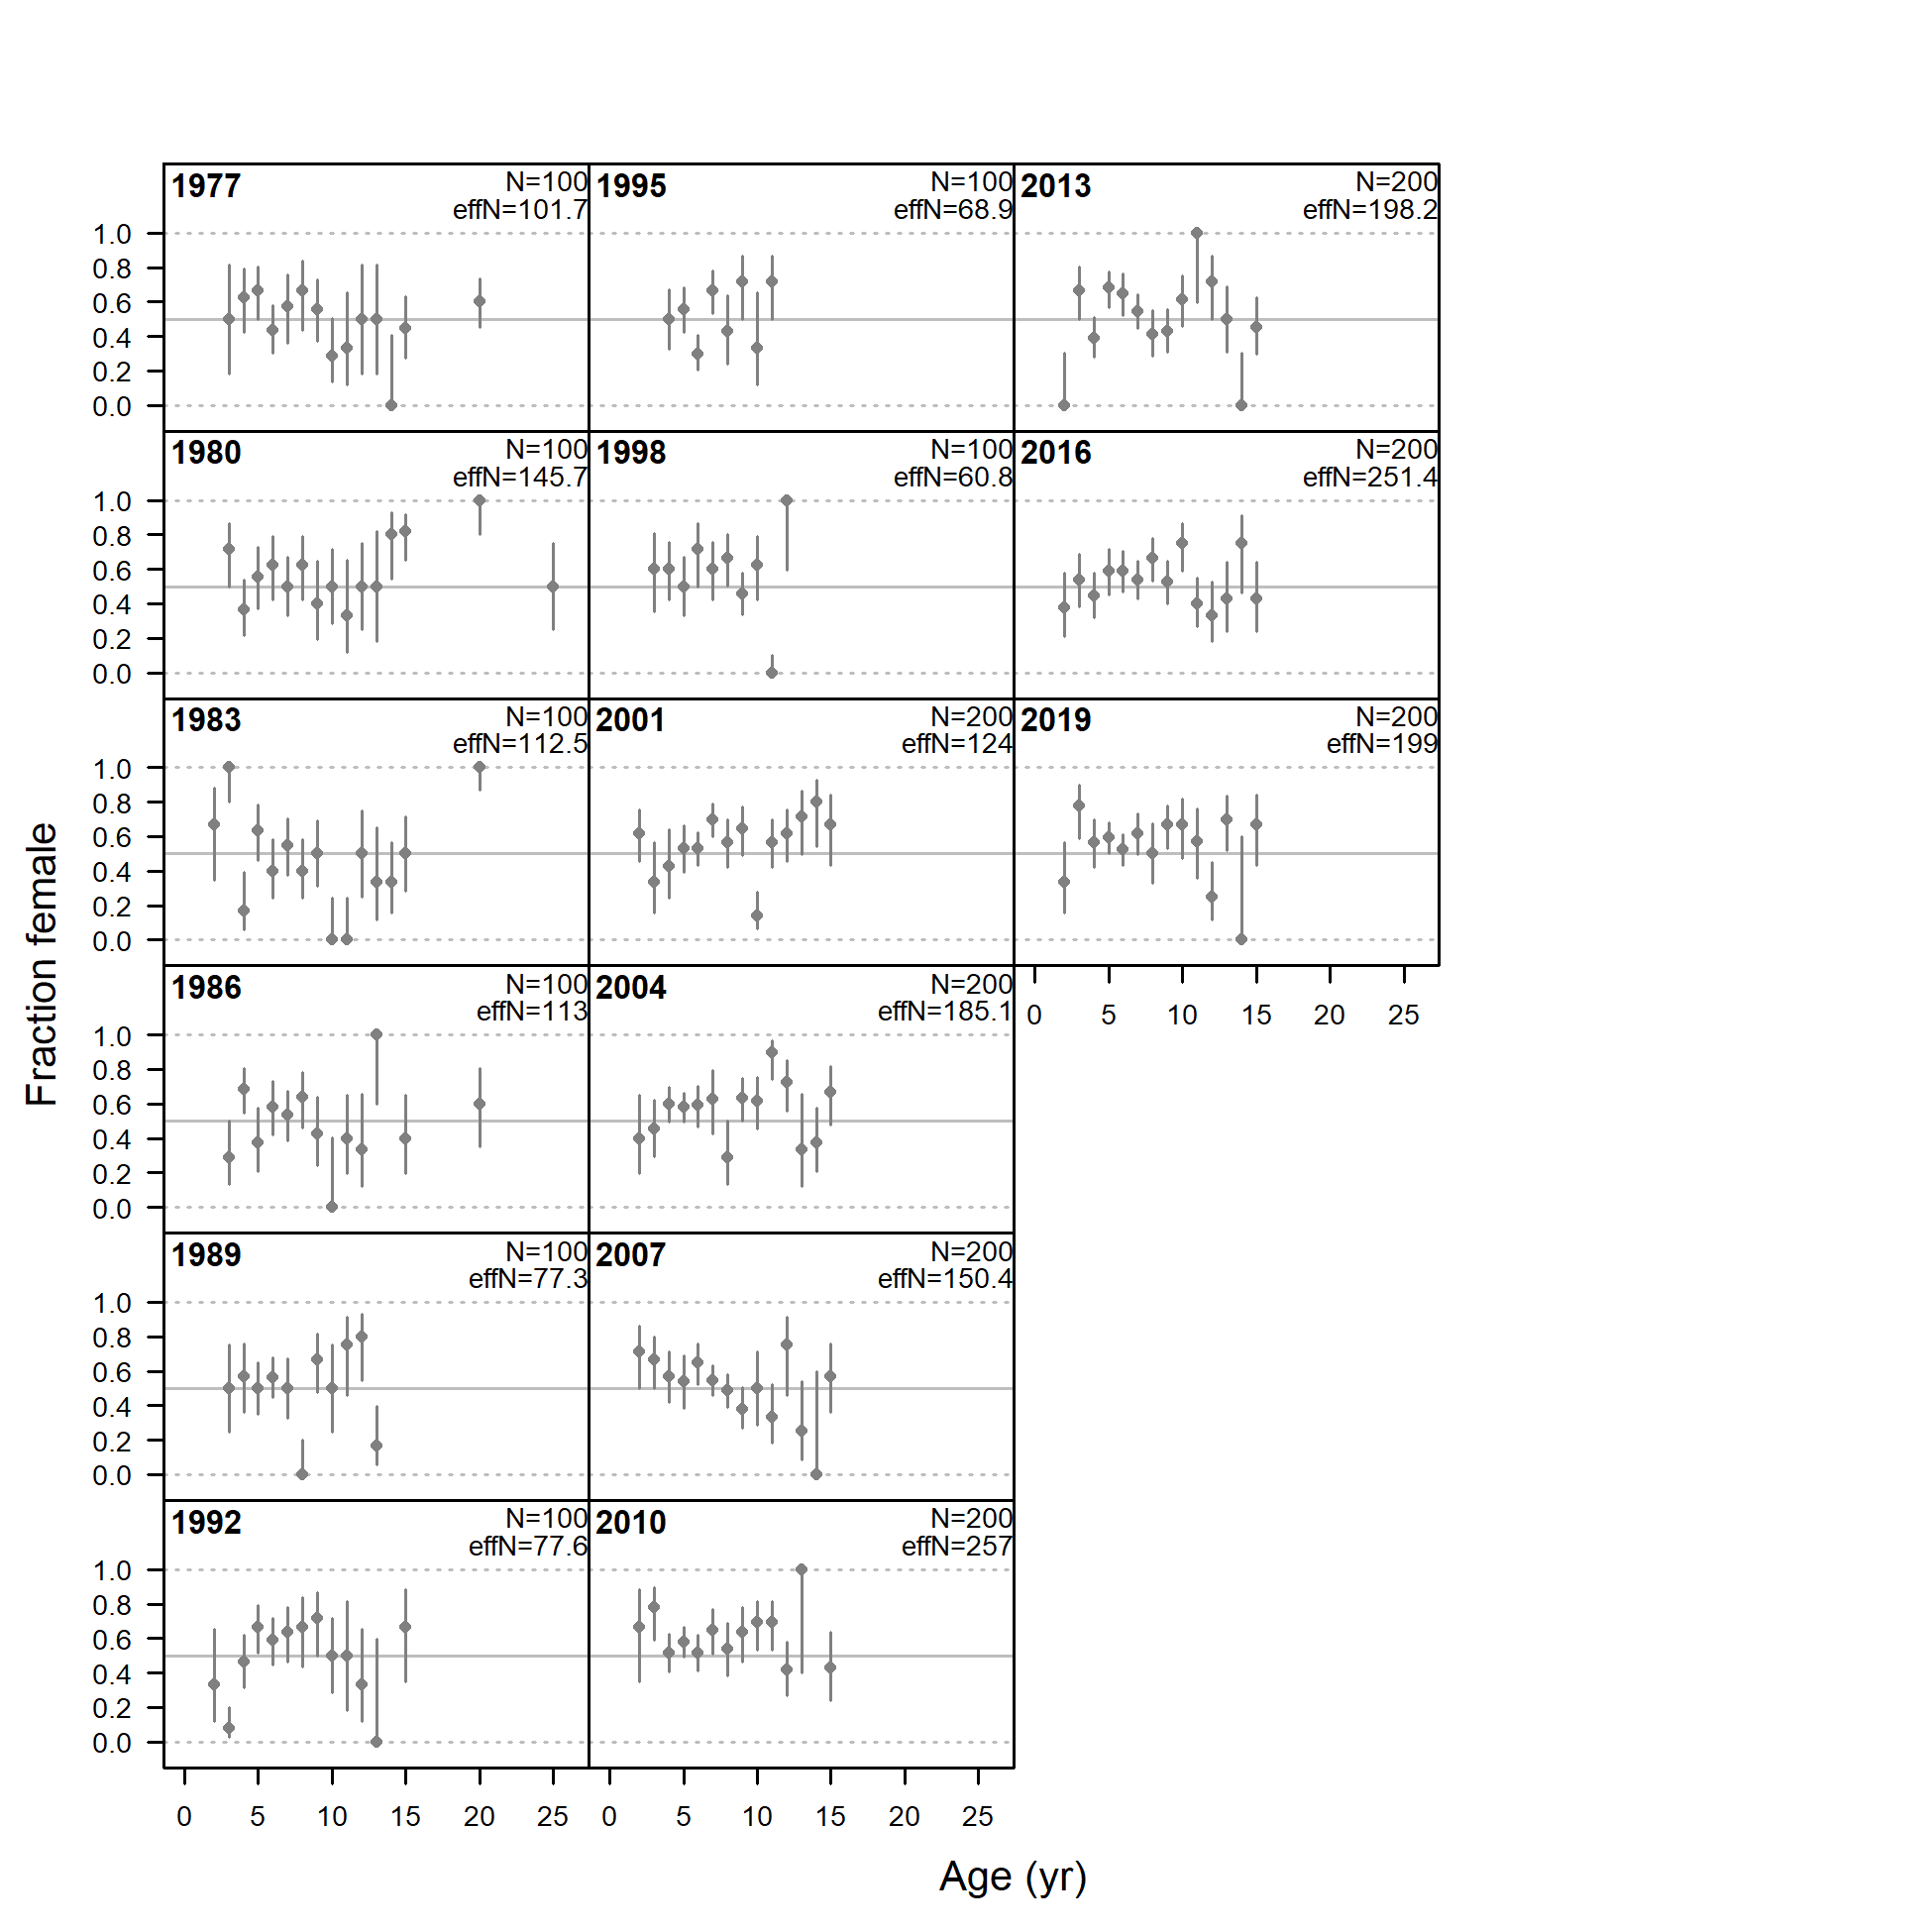 1977
N=100
effN=101.7
1995
N=100
effN=68.9
2013
N=200
effN=198.2
1.0
0.8
0.6
0.4
0.2
0.0
1980
N=100
effN=145.7
1998
N=100
effN=60.8
2016
N=200
effN=251.4
1.0
0.8
0.6
0.4
0.2
0.0
1983
N=100
effN=112.5
2001
N=200
effN=124
2019
N=200
effN=199
1.0
0.8
0.6
0.4
0.2
0.0
0 5 10 15 20 25
1986
N=100
effN=113
2004
N=200
effN=185.1
1.0
0.8
0.6
0.4
0.2
0.0
1989
N=100
effN=77.3
2007
N=200
effN=150.4
1.0
0.8
0.6
0.4
0.2
0.0
1992
N=100
effN=77.6
2010
N=200
effN=257
1.0
0.8
0.6
0.4
0.2
0.0
0 5 10 15 20 25
0 5 10 15 20 25
Fraction female
Age (yr)